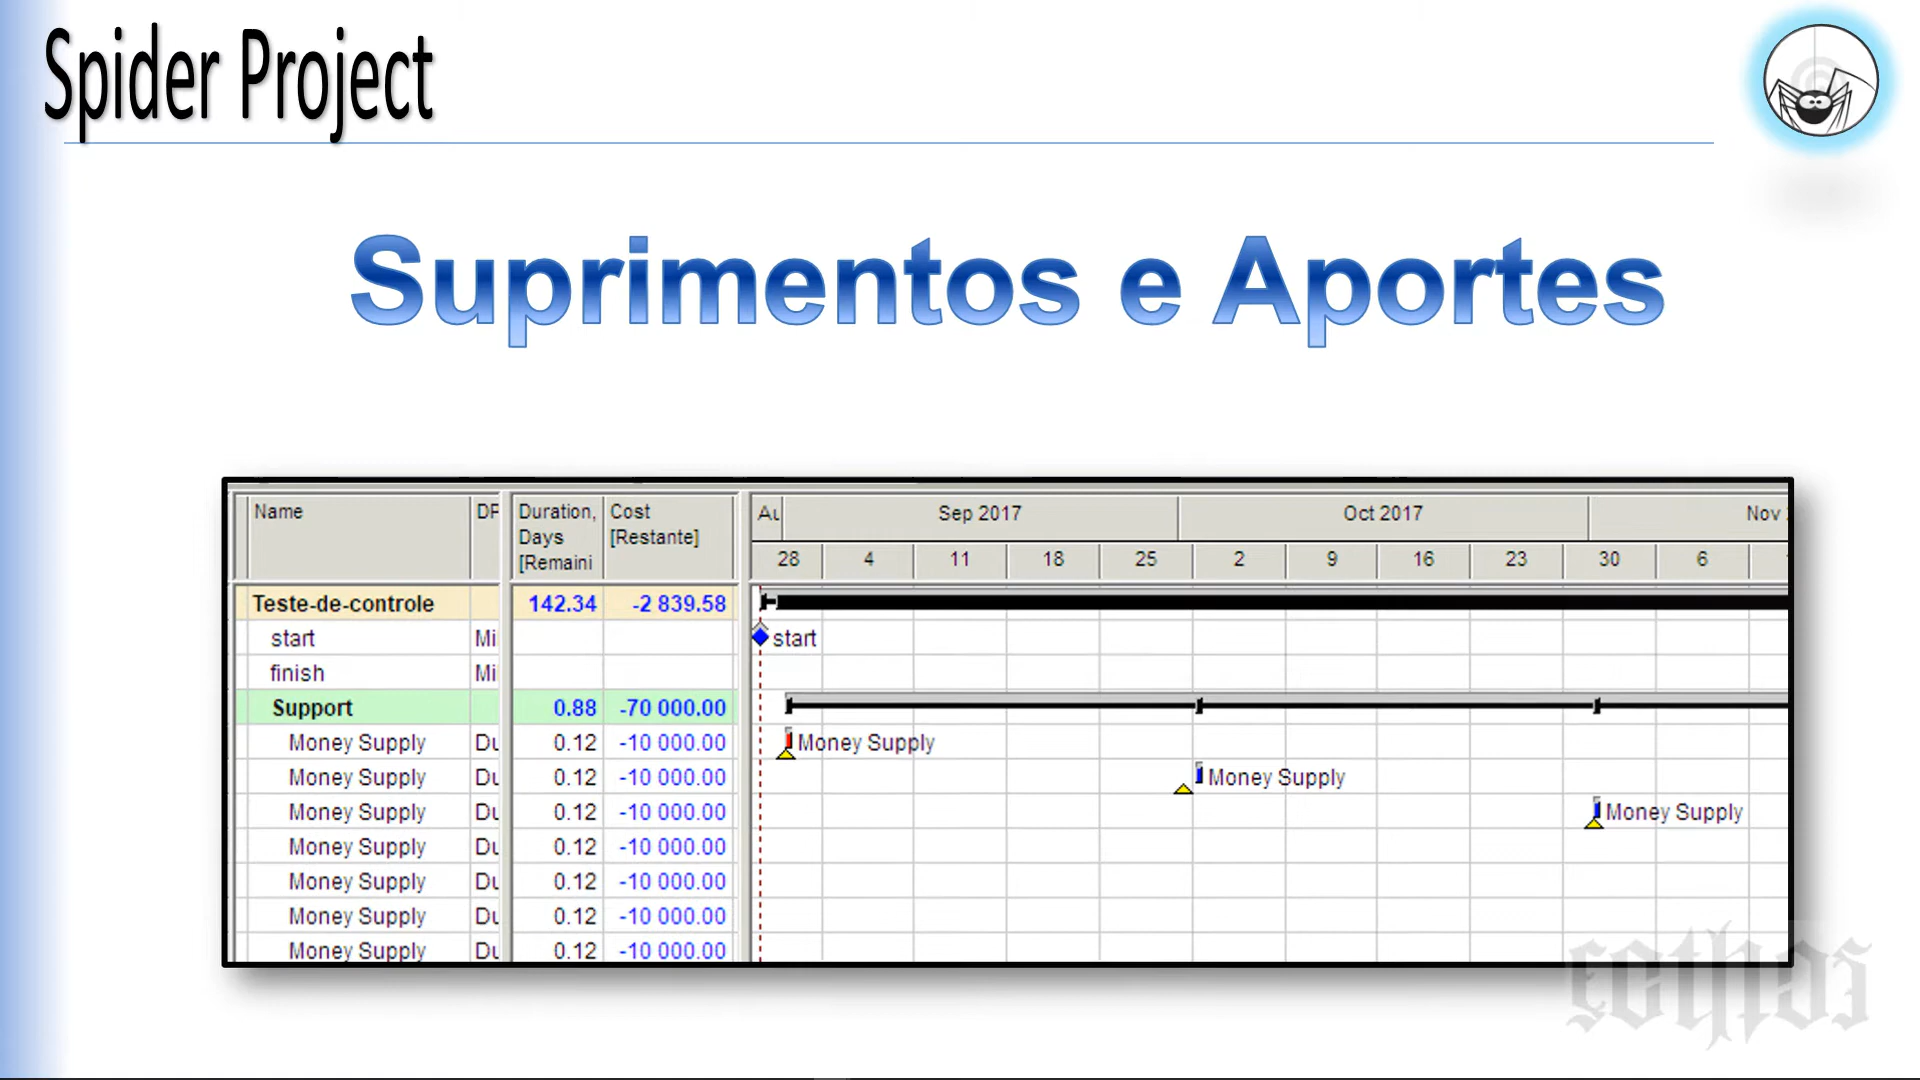 Spider Project
Suprimentos e Aportes
Name DF Duration, Days [Remaini Cost [Restante] Au Sep 2017 Oct 2017 Nov
28 4 11 18 25 2 9 16 23 30 6
Teste-de-controle 142.34 -2 839.58
start Mi start
finish Mi
Support 0.88 -70 000.00
Money Supply Du 0.12 -10 000.00 Money Supply
Money Supply Du 0.12 -10 000.00 Money Supply
Money Supply Du 0.12 -10 000.00 Money Supply
Money Supply Du 0.12 -10 000.00
Money Supply Du 0.12 -10 000.00
Money Supply Du 0.12 -10 000.00
Money Supply Du 0.12 -10 000.00